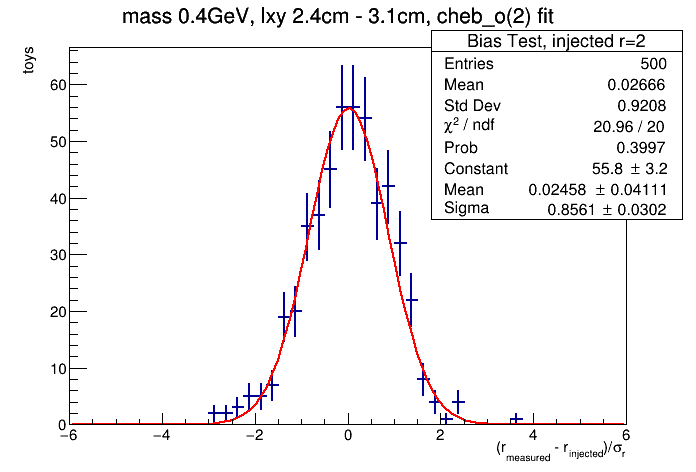 mass 0.4GeV, lxy 2.4cm - 3.1cm, cheb_o(2) fit
toys
Bias Test, injected r=2
Entries 500
Mean 0.02666
Std Dev 0.9208
χ² / ndf 20.96 / 20
Prob 0.3997
Constant 55.8 ± 3.2
Mean 0.02458 ± 0.04111
Sigma 0.8561 ± 0.0302
60
50
40
30
20
10
0
−6 −4 −2 0 2 4 6
(r_measured - r_injected)/σ_r